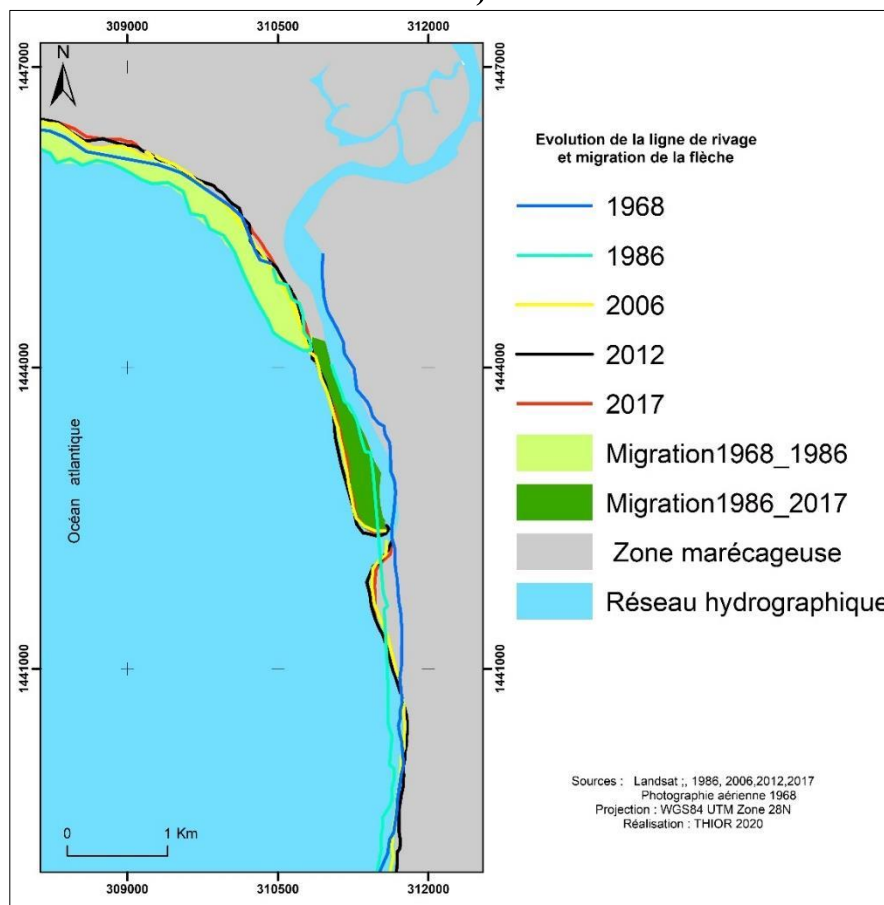 )
309000 310500 312000
N
1447000
1447000
1444000
1444000
1441000
1441000
Océan atlantique
0 1 Km
309000 310500 312000
Evolution de la ligne de rivage
et migration de la flèche
1968
1986
2006
2012
2017
Migration1968_1986
Migration1986_2017
Zone marécageuse
Réseau hydrographique
Sources : Landsat ;, 1986, 2006,2012,2017
Photographie aérienne 1968
Projection : WGS84 UTM Zone 28N
Réalisation : THIOR 2020